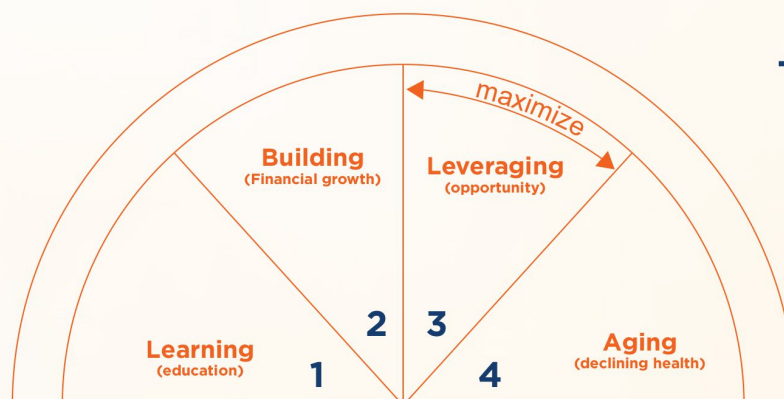 maximize
Building
(Financial growth)
Leveraging
(opportunity)
2
3
Learning
(education)
1
Aging
(declining health)
4